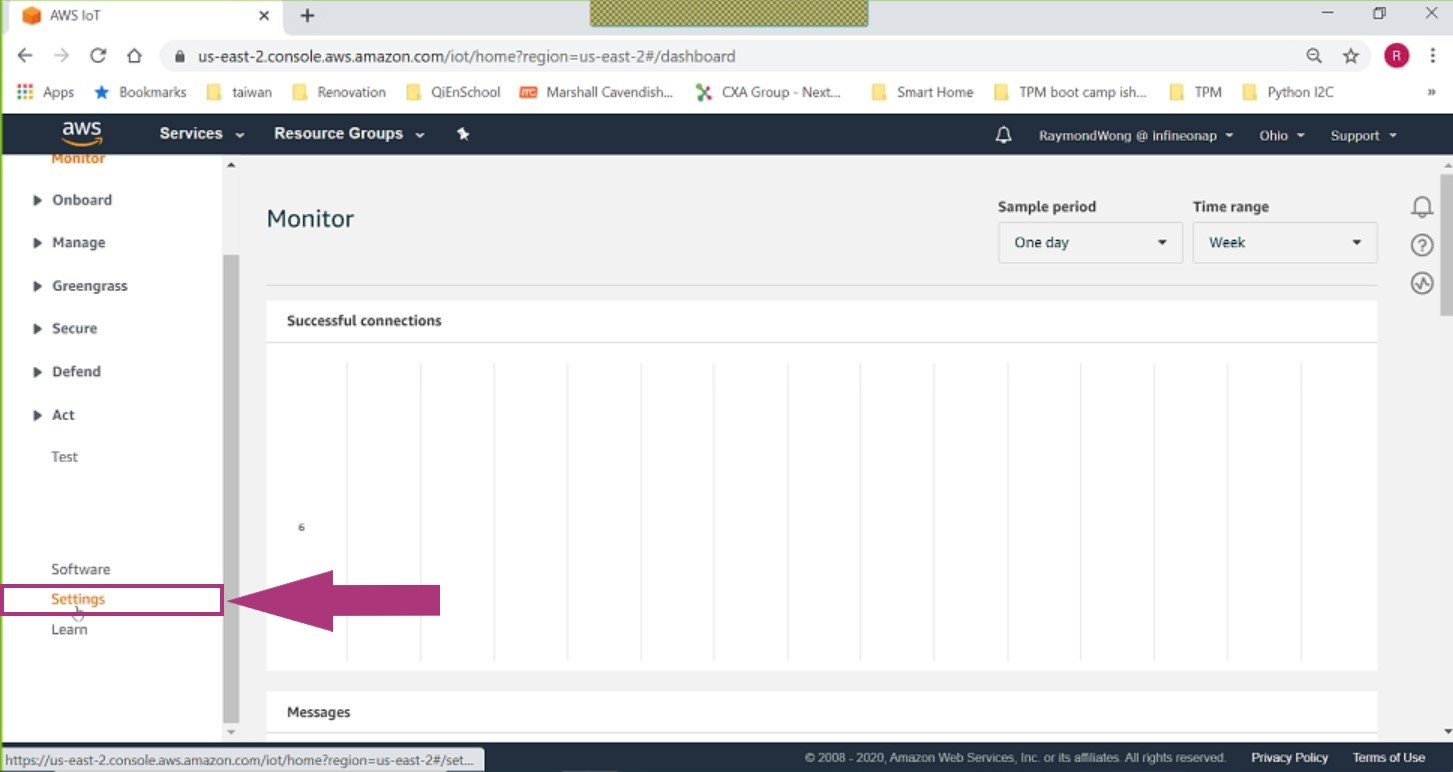 AWS IoT
us-east-2.console.aws.amazon.com/iot/home?region=us-east-2#/dashboard
R
Apps Bookmarks taiwan Renovation QiEnSchool Marshall Cavendish... CXA Group - Next... Smart Home TPM boot camp ish... TPM Python I2C »
aws Services Resource Groups RaymondWong @ infineonap Ohio Support
Monitor
Onboard
Manage
Greengrass
Secure
Defend
Act
Test
Software
Settings
Learn
Monitor
Sample period Time range
One day Week
Successful connections
6
Messages
https://us-east-2.console.aws.amazon.com/iot/home?region=us-east-2#/set...
© 2008 - 2020, Amazon Web Services, Inc. or its affiliates. All rights reserved. Privacy Policy Terms of Use